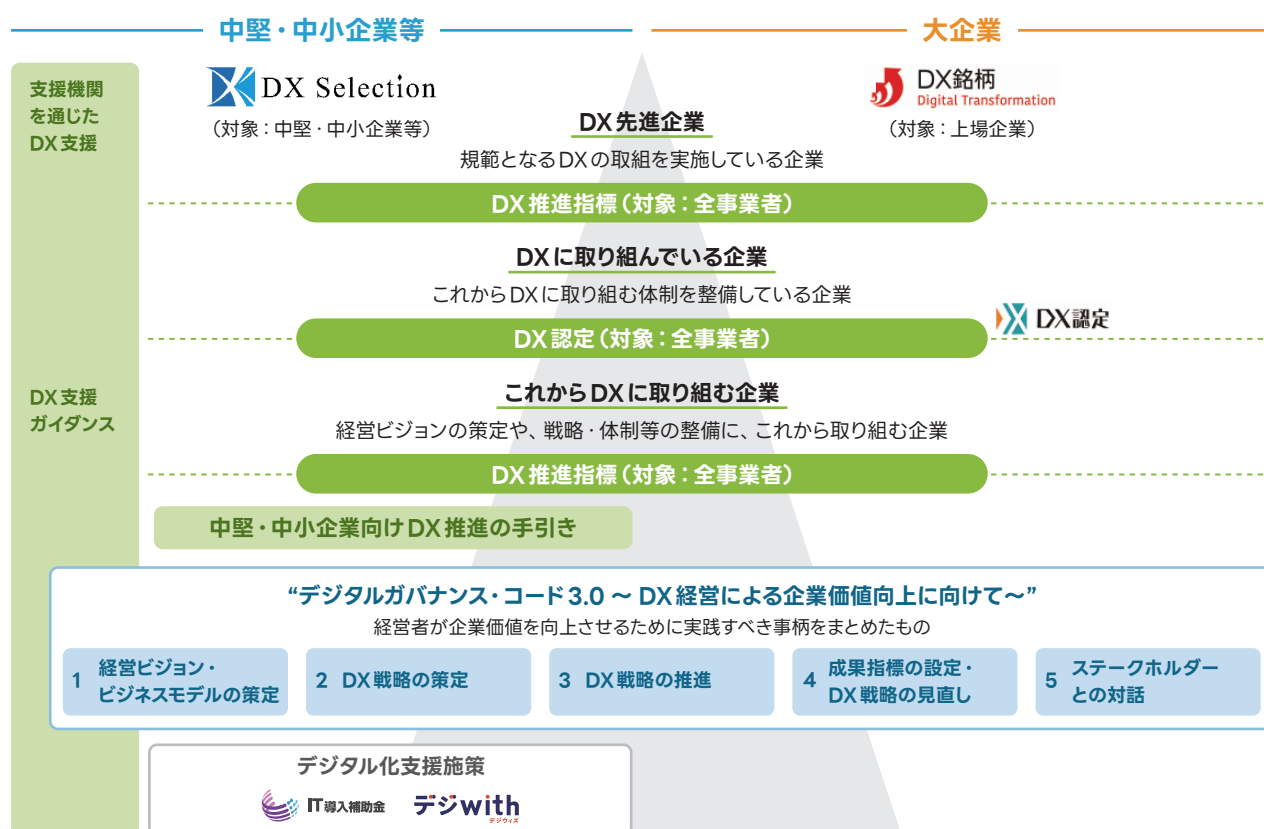 中堅・中小企業等
大企業
支援機関
を通じた
DX支援
DX Selection
(対象:中堅・中小企業等)
DX銘柄
Digital Transformation
(対象:上場企業)
DX先進企業
規範となるDXの取組を実施している企業
DX推進指標(対象:全事業者)
DXに取り組んでいる企業
これからDXに取り組む体制を整備している企業
DX認定
DX認定(対象:全事業者)
DX支援
ガイダンス
これからDXに取り組む企業
経営ビジョンの策定や、戦略・体制等の整備に、これから取り組む企業
DX推進指標(対象:全事業者)
中堅・中小企業向けDX推進の手引き
“デジタルガバナンス・コード3.0 〜 DX経営による企業価値向上に向けて〜”
経営者が企業価値を向上させるために実践すべき事柄をまとめたもの
1 経営ビジョン・
ビジネスモデルの策定
2 DX戦略の策定
3 DX戦略の推進
4 成果指標の設定・
DX戦略の見直し
5 ステークホルダー
との対話
デジタル化支援施策
IT導入補助金
デジwith
デジウィズ